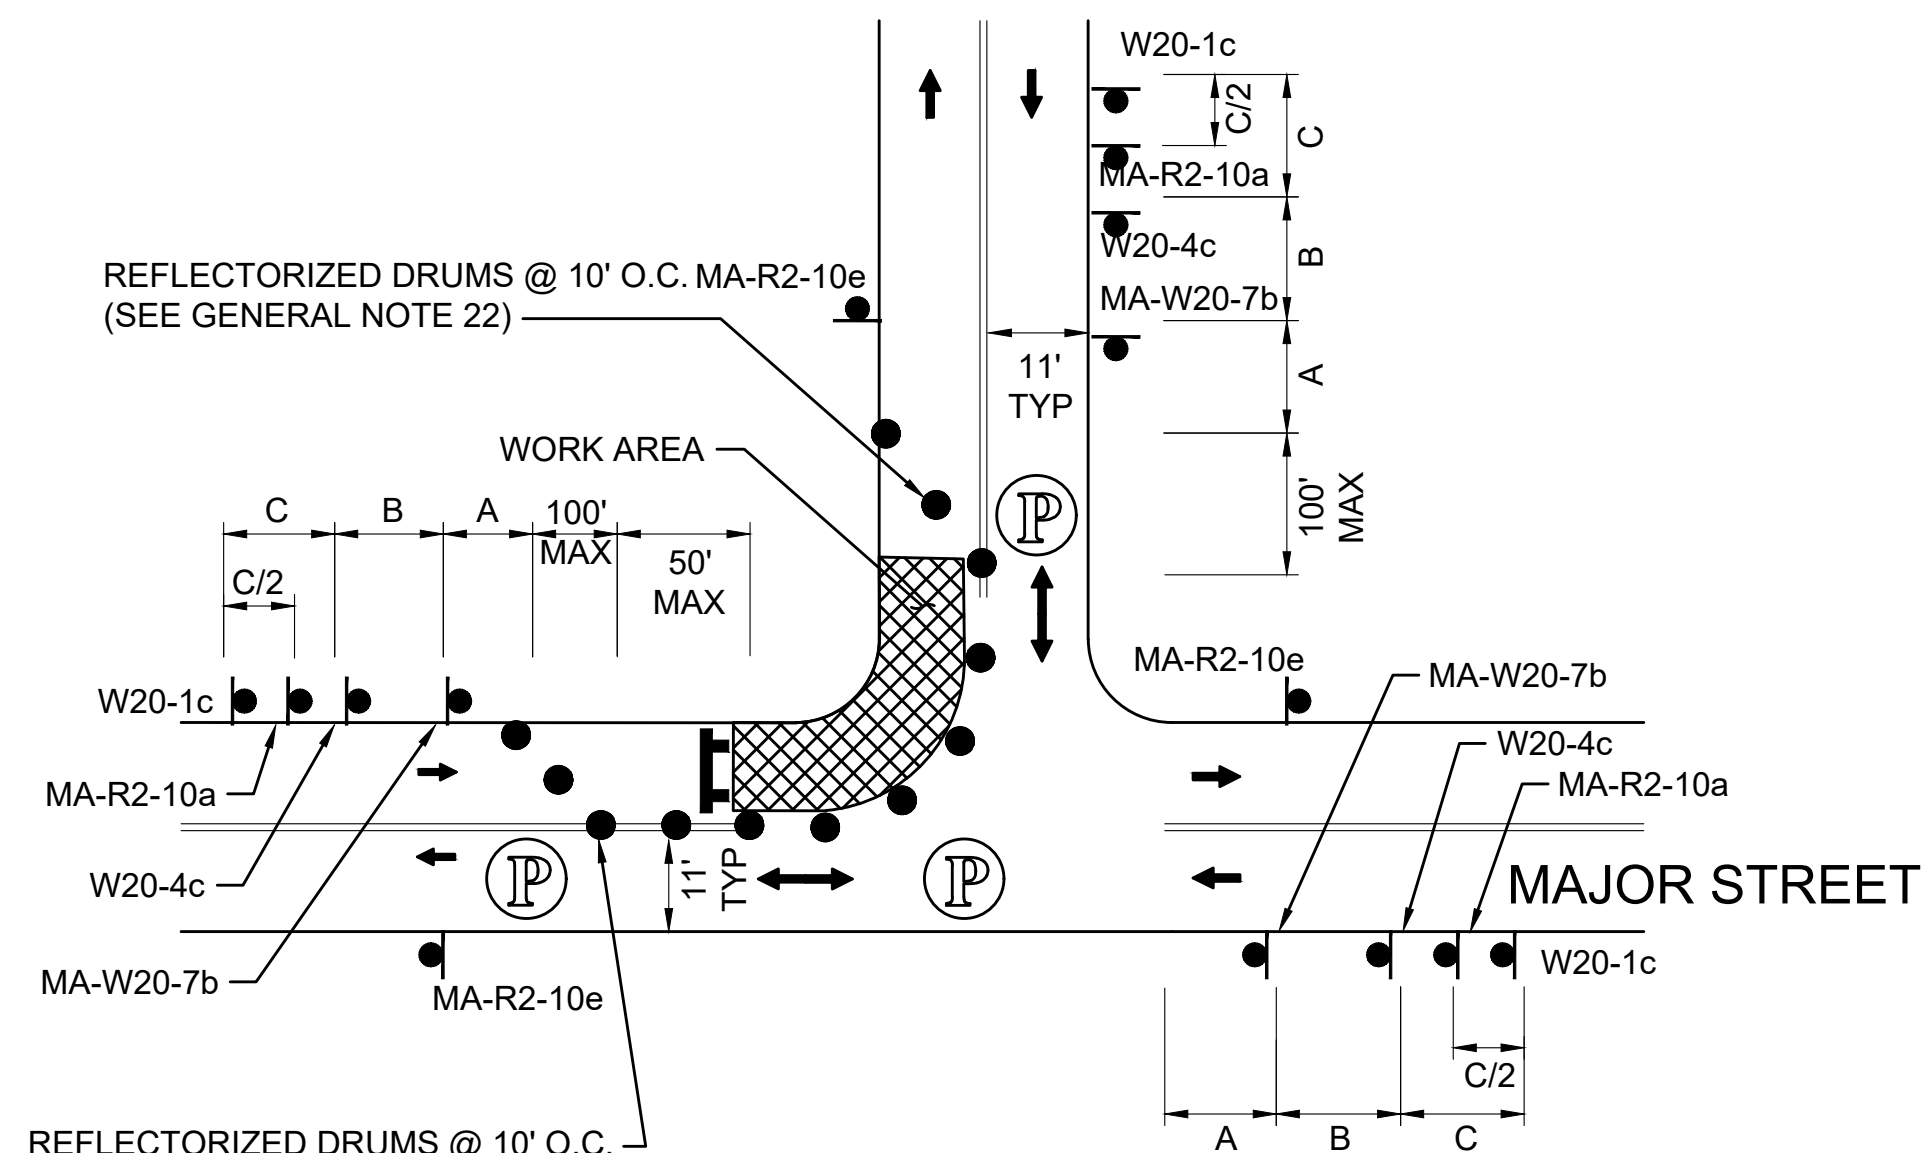 W20-1c
C/2
C
MA-R2-10a
W20-4c
B
REFLECTORIZED DRUMS @ 10' O.C.
(SEE GENERAL NOTE 22)
MA-R2-10e
MA-W20-7b
11'
TYP
A
WORK AREA
P
100'
MAX
C
B
A
100'
MAX
50'
MAX
C/2
MA-R2-10e
MA-W20-7b
W20-1c
W20-4c
MA-R2-10a
MA-R2-10a
W20-4c
P
11'
TYP
P
MAJOR STREET
MA-W20-7b
MA-R2-10e
W20-1c
C/2
REFLECTORIZED DRUMS @ 10' O.C.
A
B
C